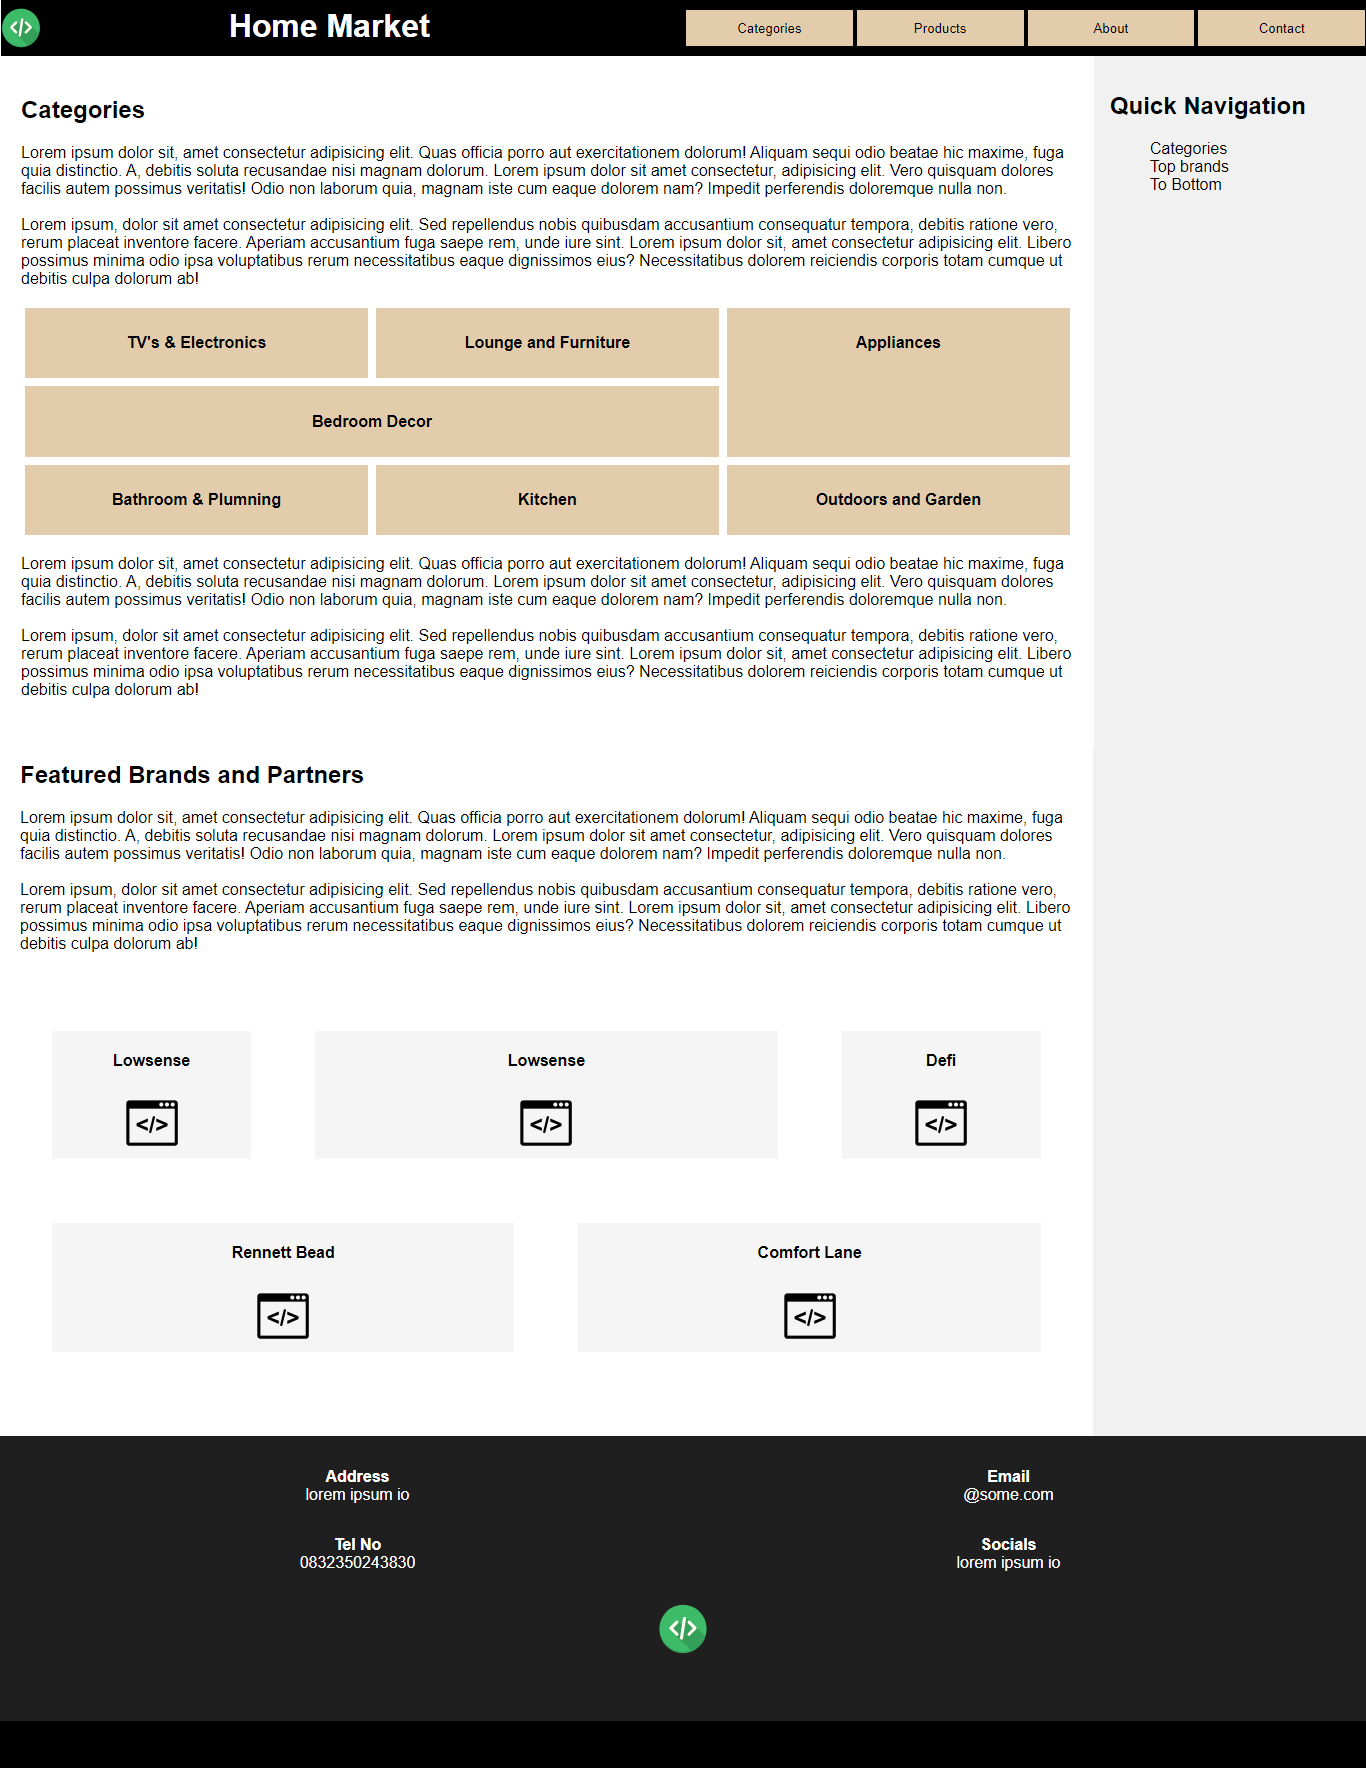 Home Market
Categories
Products
About
Contact
Categories
Lorem ipsum dolor sit, amet consectetur adipisicing elit. Quas officia porro aut exercitationem dolorum! Aliquam sequi odio beatae hic maxime, fuga
quia distinctio. A, debitis soluta recusandae nisi magnam dolorum. Lorem ipsum dolor sit amet consectetur, adipisicing elit. Vero quisquam dolores
facilis autem possimus veritatis! Odio non laborum quia, magnam iste cum eaque dolorem nam? Impedit perferendis doloremque nulla non.
Lorem ipsum, dolor sit amet consectetur adipisicing elit. Sed repellendus nobis quibusdam accusantium consequatur tempora, debitis ratione vero,
rerum placeat inventore facere. Aperiam accusantium fuga saepe rem, unde iure sint. Lorem ipsum dolor sit, amet consectetur adipisicing elit. Libero
possimus minima odio ipsa voluptatibus rerum necessitatibus eaque dignissimos eius? Necessitatibus dolorem reiciendis corporis totam cumque ut
debitis culpa dolorum ab!
TV's & Electronics
Lounge and Furniture
Appliances
Bedroom Decor
Bathroom & Plumning
Kitchen
Outdoors and Garden
Lorem ipsum dolor sit, amet consectetur adipisicing elit. Quas officia porro aut exercitationem dolorum! Aliquam sequi odio beatae hic maxime, fuga
quia distinctio. A, debitis soluta recusandae nisi magnam dolorum. Lorem ipsum dolor sit amet consectetur, adipisicing elit. Vero quisquam dolores
facilis autem possimus veritatis! Odio non laborum quia, magnam iste cum eaque dolorem nam? Impedit perferendis doloremque nulla non.
Lorem ipsum, dolor sit amet consectetur adipisicing elit. Sed repellendus nobis quibusdam accusantium consequatur tempora, debitis ratione vero,
rerum placeat inventore facere. Aperiam accusantium fuga saepe rem, unde iure sint. Lorem ipsum dolor sit, amet consectetur adipisicing elit. Libero
possimus minima odio ipsa voluptatibus rerum necessitatibus eaque dignissimos eius? Necessitatibus dolorem reiciendis corporis totam cumque ut
debitis culpa dolorum ab!
Quick Navigation
Categories
Top brands
To Bottom
Featured Brands and Partners
Lorem ipsum dolor sit, amet consectetur adipisicing elit. Quas officia porro aut exercitationem dolorum! Aliquam sequi odio beatae hic maxime, fuga
quia distinctio. A, debitis soluta recusandae nisi magnam dolorum. Lorem ipsum dolor sit amet consectetur, adipisicing elit. Vero quisquam dolores
facilis autem possimus veritatis! Odio non laborum quia, magnam iste cum eaque dolorem nam? Impedit perferendis doloremque nulla non.
Lorem ipsum, dolor sit amet consectetur adipisicing elit. Sed repellendus nobis quibusdam accusantium consequatur tempora, debitis ratione vero,
rerum placeat inventore facere. Aperiam accusantium fuga saepe rem, unde iure sint. Lorem ipsum dolor sit, amet consectetur adipisicing elit. Libero
possimus minima odio ipsa voluptatibus rerum necessitatibus eaque dignissimos eius? Necessitatibus dolorem reiciendis corporis totam cumque ut
debitis culpa dolorum ab!
Lowsense
</>
Lowsense
</>
Defi
</>
Rennett Bead
</>
Comfort Lane
</>
Address
lorem ipsum io
Email
@some.com
Tel No
0832350243830
Socials
lorem ipsum io